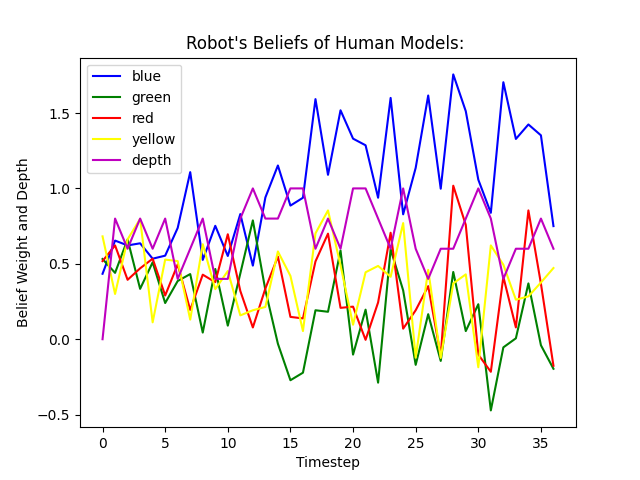 Robot's Beliefs of Human Models:
blue
green
red
yellow
depth
1.5
1.0
0.5
0.0
−0.5
Belief Weight and Depth
0 5 10 15 20 25 30 35
Timestep